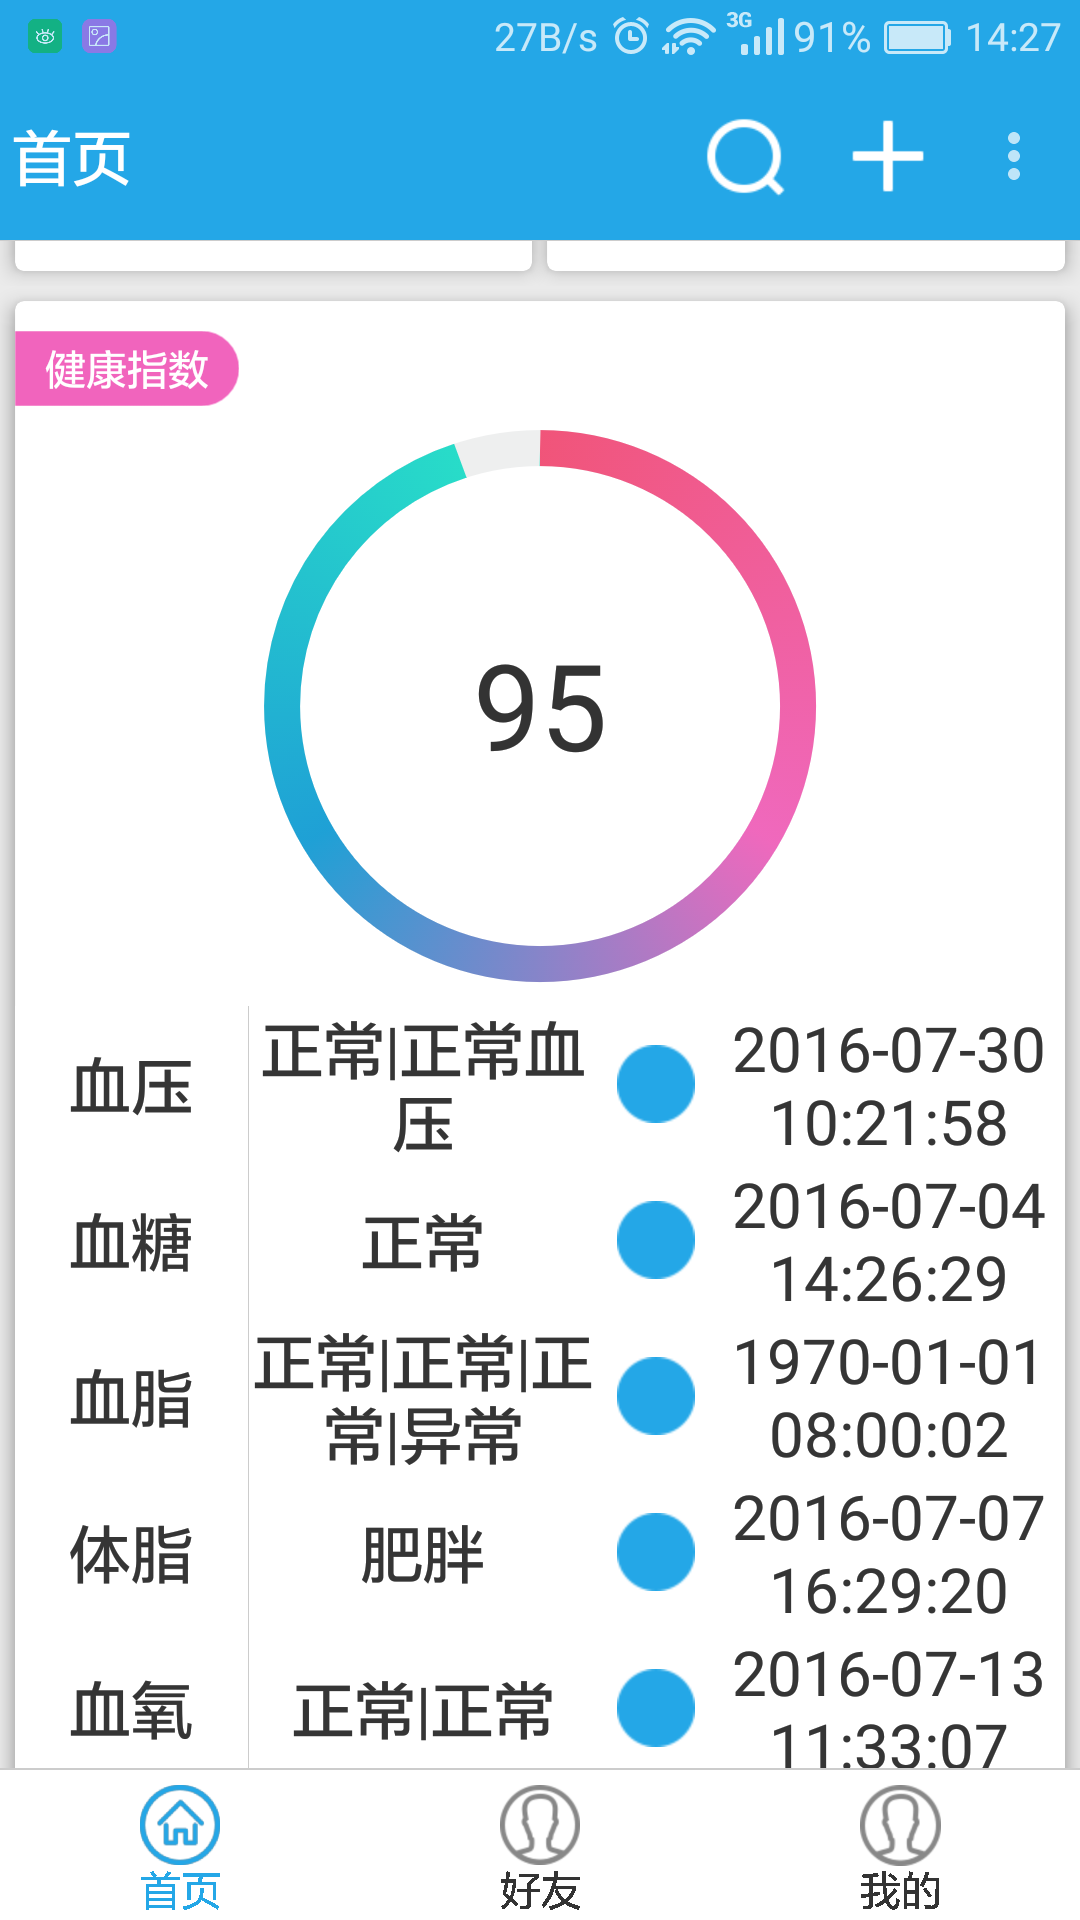 27B/s 3G 91% 14:27
首页
健康指数
95
血压 正常|正常血压 2016-07-30 10:21:58
血糖 正常 2016-07-04 14:26:29
血脂 正常|正常|正常|异常 1970-01-01 08:00:02
体脂 肥胖 2016-07-07 16:29:20
血氧 正常|正常 2016-07-13 11:33:07
首页 好友 我的